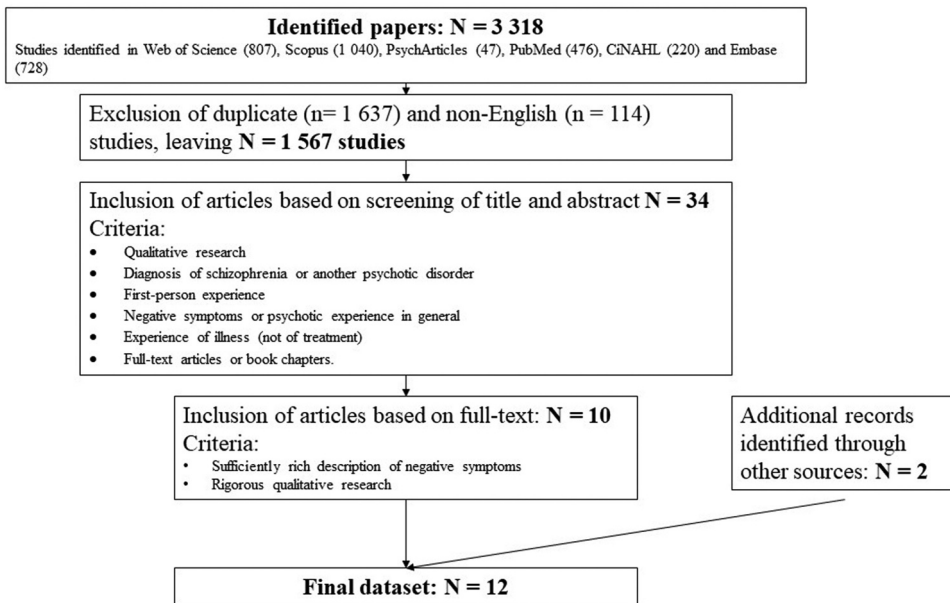 Identified papers: N = 3 318
Studies identified in Web of Science (807), Scopus (1 040), PsychArticles (47), PubMed (476), CiNAHL (220) and Embase
(728)
Exclusion of duplicate (n= 1 637) and non-English (n = 114)
studies, leaving N = 1 567 studies
Inclusion of articles based on screening of title and abstract N = 34
Criteria:
• Qualitative research
• Diagnosis of schizophrenia or another psychotic disorder
• First-person experience
• Negative symptoms or psychotic experience in general
• Experience of illness (not of treatment)
• Full-text articles or book chapters.
Inclusion of articles based on full-text: N = 10
Criteria:
• Sufficiently rich description of negative symptoms
• Rigorous qualitative research
Additional records
identified through
other sources: N = 2
Final dataset: N = 12